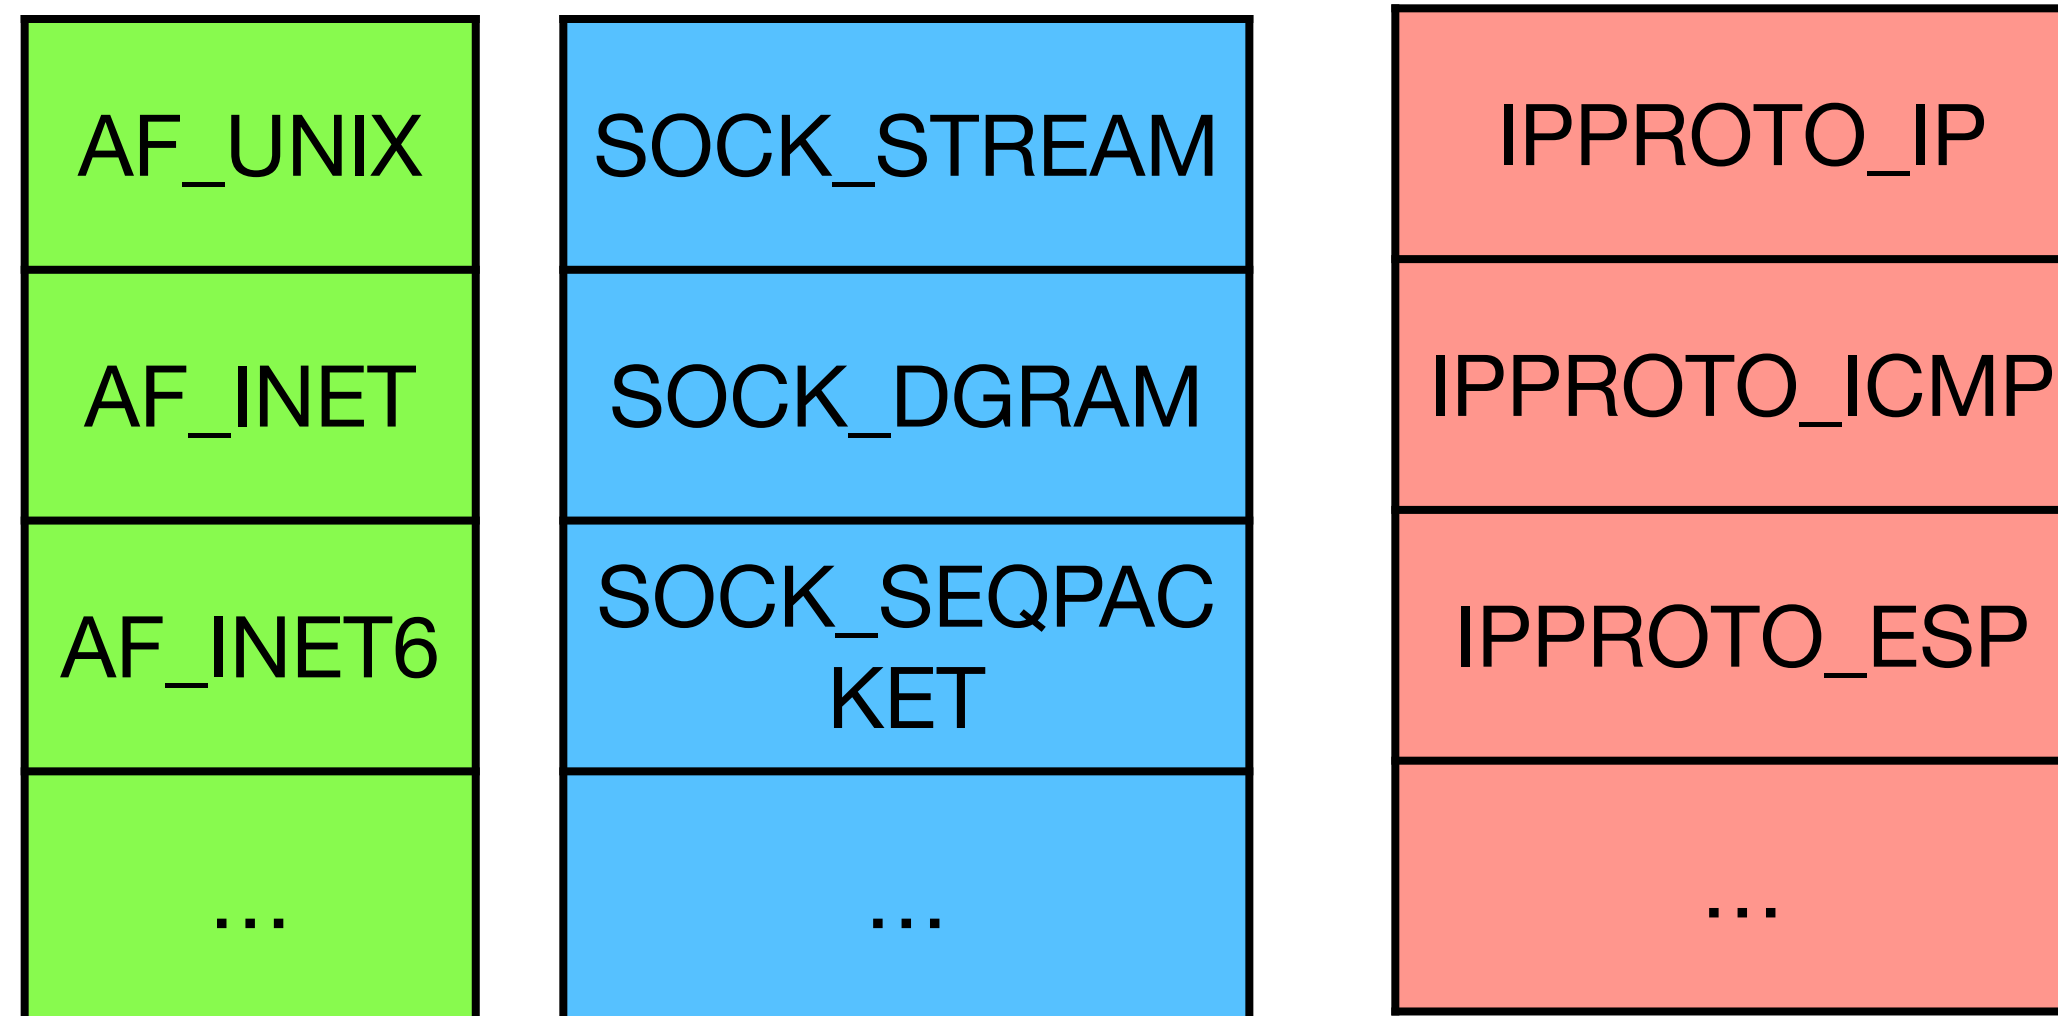 AF_UNIX
AF_INET
AF_INET6
...
SOCK_STREAM
SOCK_DGRAM
SOCK_SEQPAC
KET
...
IPPROTO_IP
IPPROTO_ICMP
IPPROTO_ESP
...